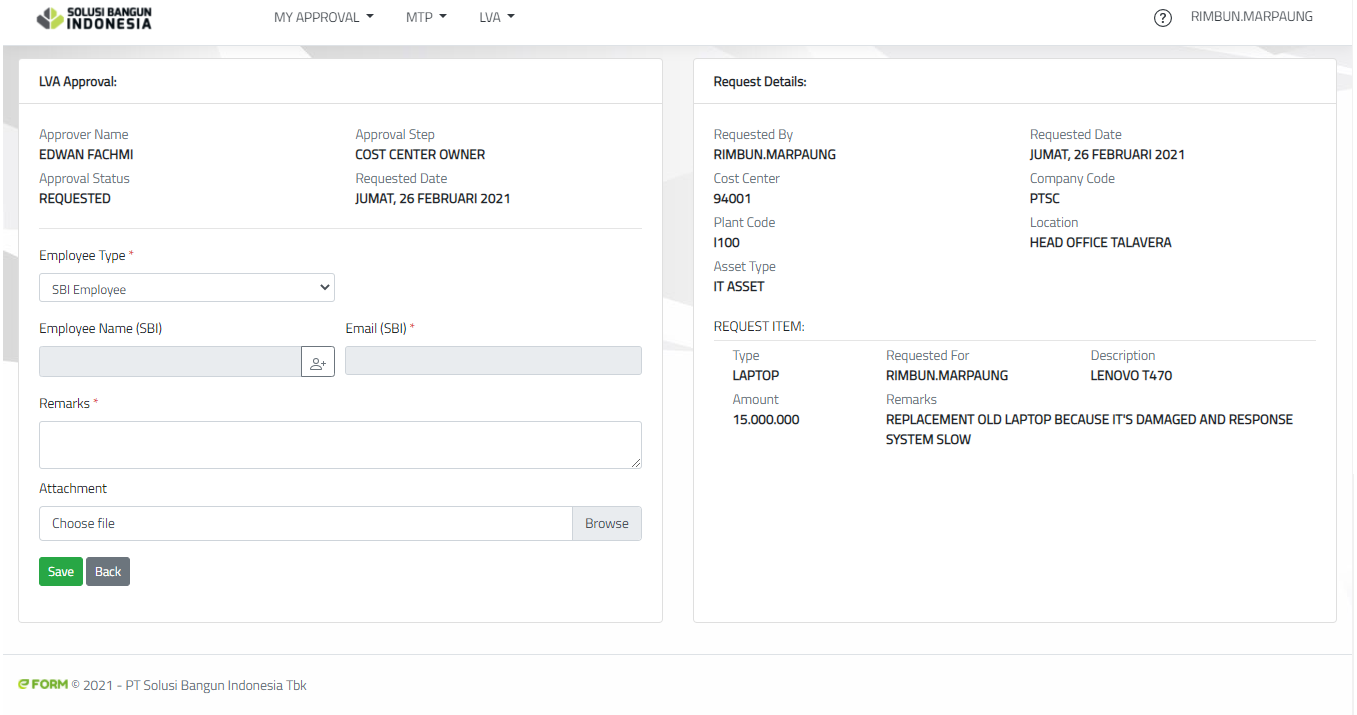 SOLUSI BANGUN
INDONESIA
MY APPROVAL
MTP
LVA
?
RIMBUN.MARPAUNG
LVA Approval:
Approver Name
Approval Step
EDWAN FACHMI
COST CENTER OWNER
Approval Status
Requested Date
REQUESTED
JUMAT, 26 FEBRUARI 2021
Employee Type *
SBI Employee
Employee Name (SBI)
Email (SBI) *
Remarks *
Attachment
Choose file
Browse
Save
Back
Request Details:
Requested By
Requested Date
RIMBUN.MARPAUNG
JUMAT, 26 FEBRUARI 2021
Cost Center
Company Code
94001
PTSC
Plant Code
Location
I100
HEAD OFFICE TALAVERA
Asset Type
IT ASSET
REQUEST ITEM:
Type
Requested For
Description
LAPTOP
RIMBUN.MARPAUNG
LENOVO T470
Amount
Remarks
15.000.000
REPLACEMENT OLD LAPTOP BECAUSE IT'S DAMAGED AND RESPONSE
SYSTEM SLOW
e FORM © 2021 - PT Solusi Bangun Indonesia Tbk